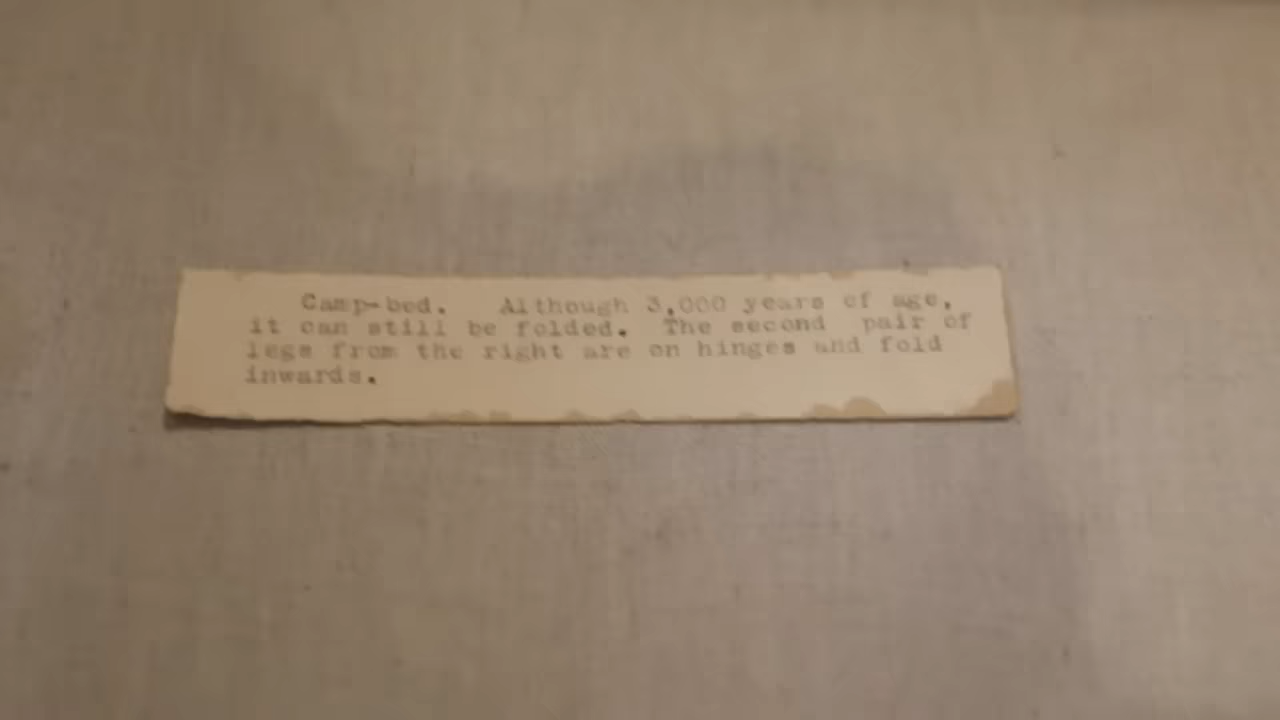 Camp-bed. Although 3,000 years of age,
it can still be folded. The second pair of
legs from the right are on hinges and fold
inwards.